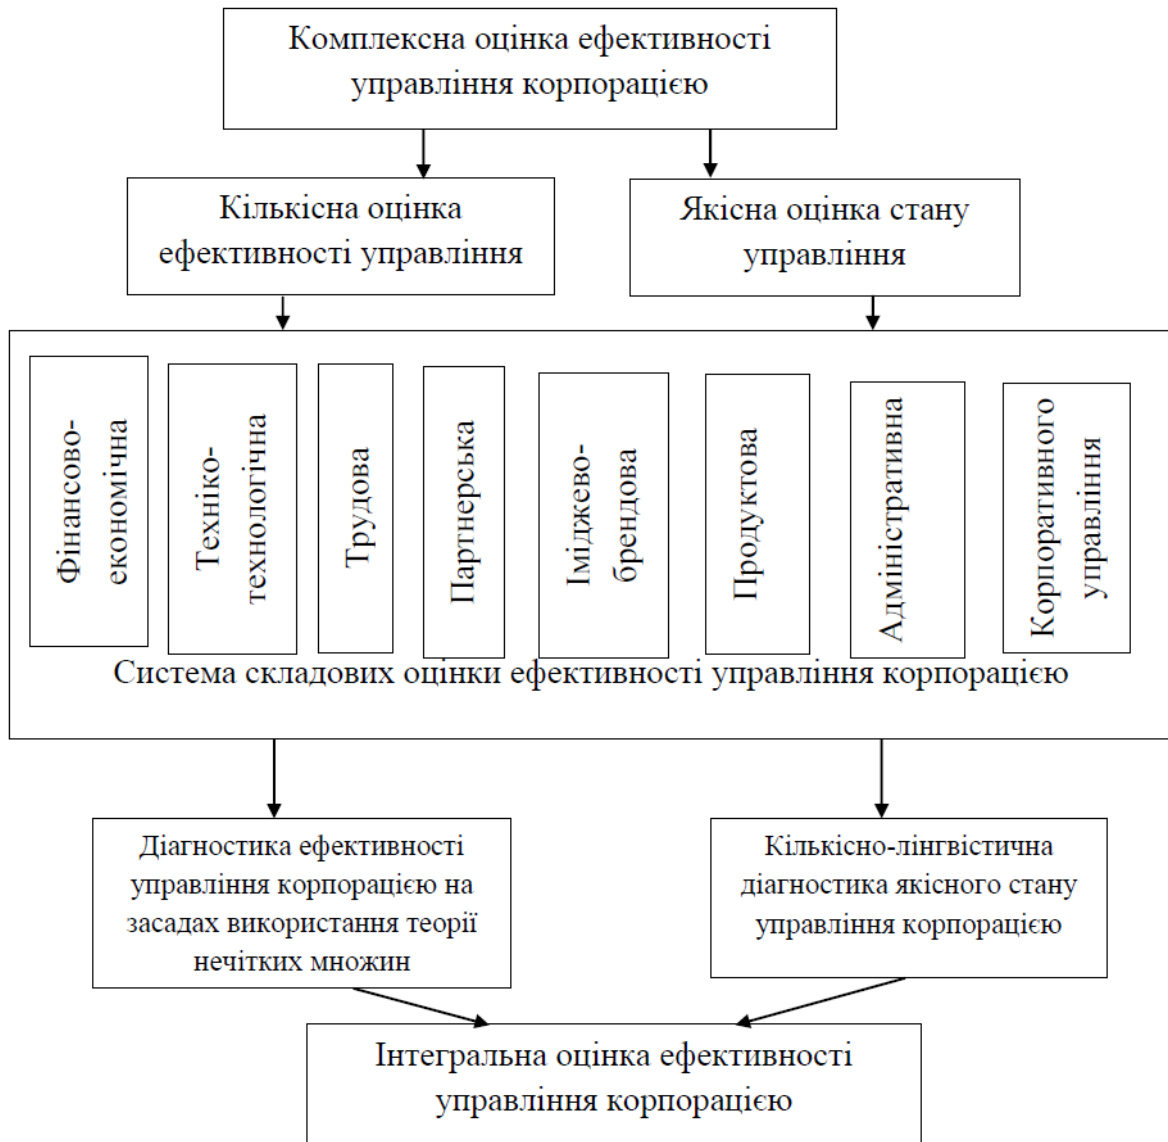 Комплексна оцінка ефективності
управління корпорацією
Кількісна оцінка
ефективності управління
Якісна оцінка стану
управління
Фінансово-
економічна
Техніко-
технологічна
Трудова
Партнерська
Іміджево-
брендова
Продуктова
Адміністративна
Корпоративного
управління
Система складових оцінки ефективності управління корпорацією
Діагностика ефективності
управління корпорацією на
засадах використання теорії
нечітких множин
Кількісно-лінгвістична
діагностика якісного стану
управління корпорацією
Інтегральна оцінка ефективності
управління корпорацією